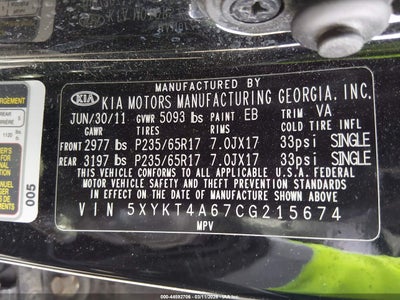 MANUFACTURED BY
KIA KIA MOTORS MANUFACTURING GEORGIA, INC.
JUN/30/11 GVWR 5093 lbs PAINT EB TRIM VA
GAWR TIRES RIMS COLD TIRE INFL
FRONT 2977 lbs P235/65R17 7.0JX17 33psi SINGLE
REAR 3197 lbs P235/65R17 7.0JX17 33psi SINGLE
THIS VEHICLE CONFORMS TO ALL APPLICABLE U.S.A. FEDERAL
MOTOR VEHICLE SAFETY AND THEFT PREVENTION STANDARDS
IN EFFECT ON THE DATE OF MANUFACTURE SHOWN ABOVE.
VIN 5XYKT4A67CG215674
MPV
REAR
005